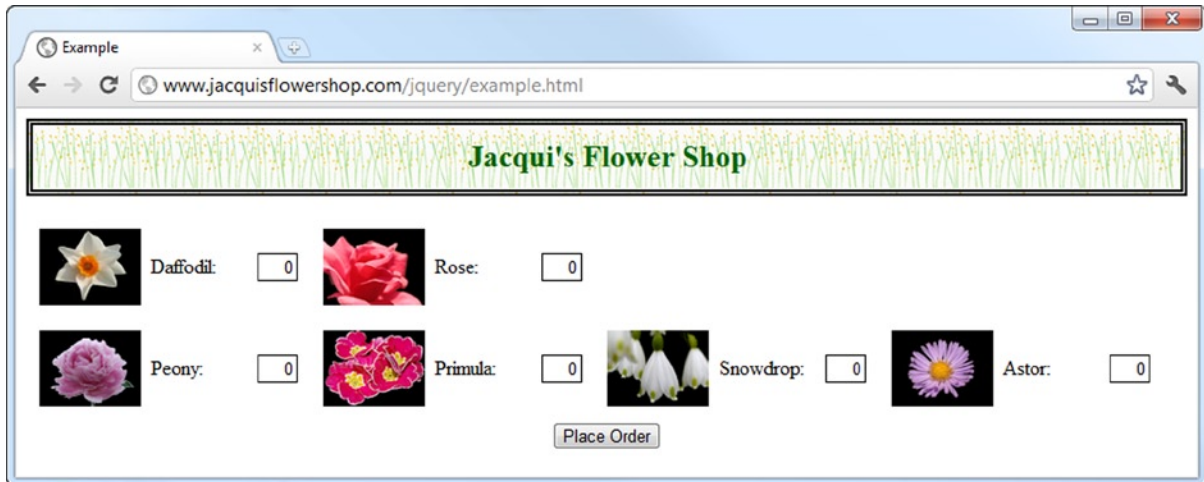 Example
www.jacquisflowershop.com/jquery/example.html
Jacqui's Flower Shop
Daffodil: 0 Rose: 0
Peony: 0 Primula: 0 Snowdrop: 0 Astor: 0
Place Order